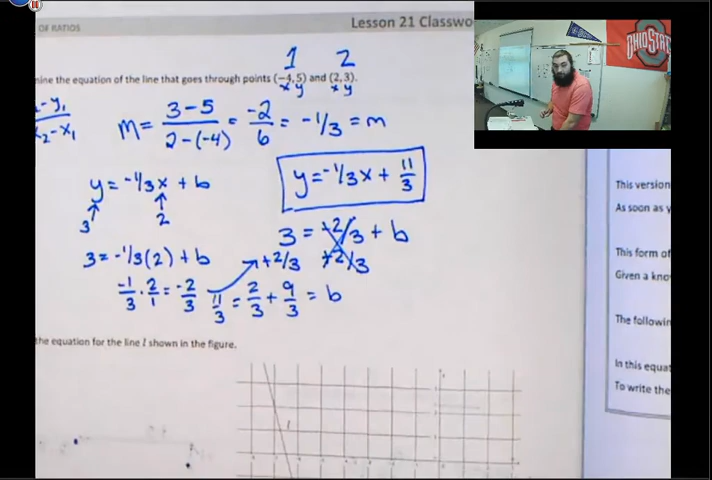 OF RATIOS
Lesson 21 Classwo
OHIO STATE
1 2
mine the equation of the line that goes through points (−4, 5) and (2, 3).
x y x y
−y₁
x₂−x₁
m = 3−5 / 2−(−4) = −2/6 = −1/3 = m
y = −1/3x + b
3 2
3 = −1/3(2) + b
−1/3 · 2/1 = −2/3
y = −1/3x + 11/3
3 = −2/3 + b
+2/3 +2/3
11/3 = 2/3 + 9/3 = b
the equation for the line l shown in the figure.
l
This version
As soon as y
This form of
Given a kno
The followin
In this equat
To write the